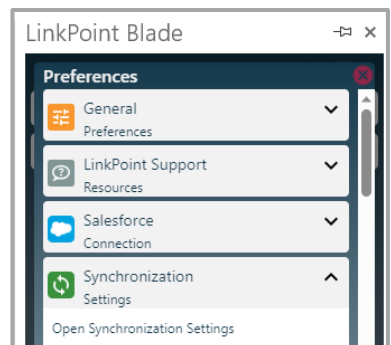 LinkPoint Blade
Preferences
General
Preferences
LinkPoint Support
Resources
Salesforce
Connection
Synchronization
Settings
Open Synchronization Settings